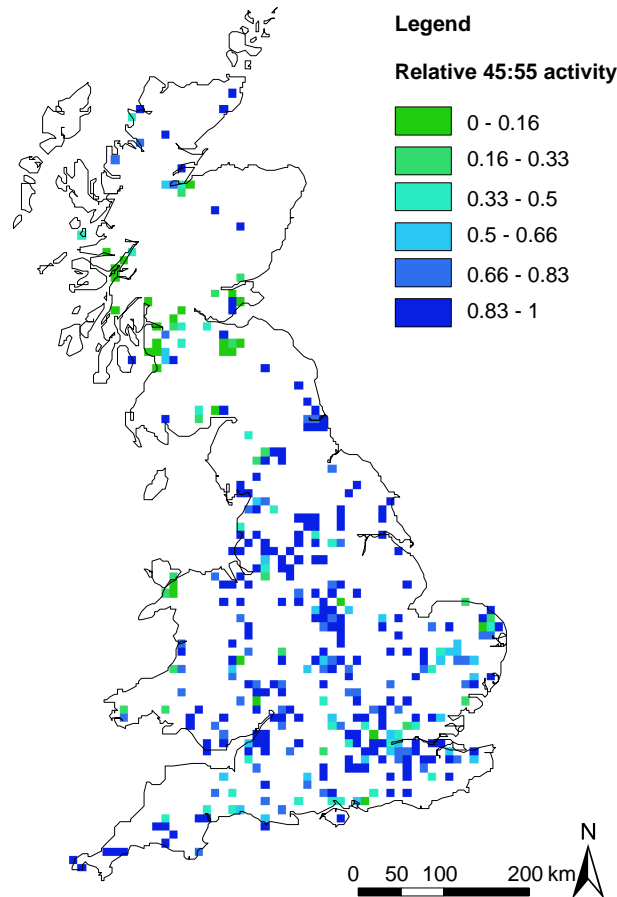 Legend
Relative 45:55 activity
0 - 0.16
0.16 - 0.33
0.33 - 0.5
0.5 - 0.66
0.66 - 0.83
0.83 - 1
N
0 50 100 200 km